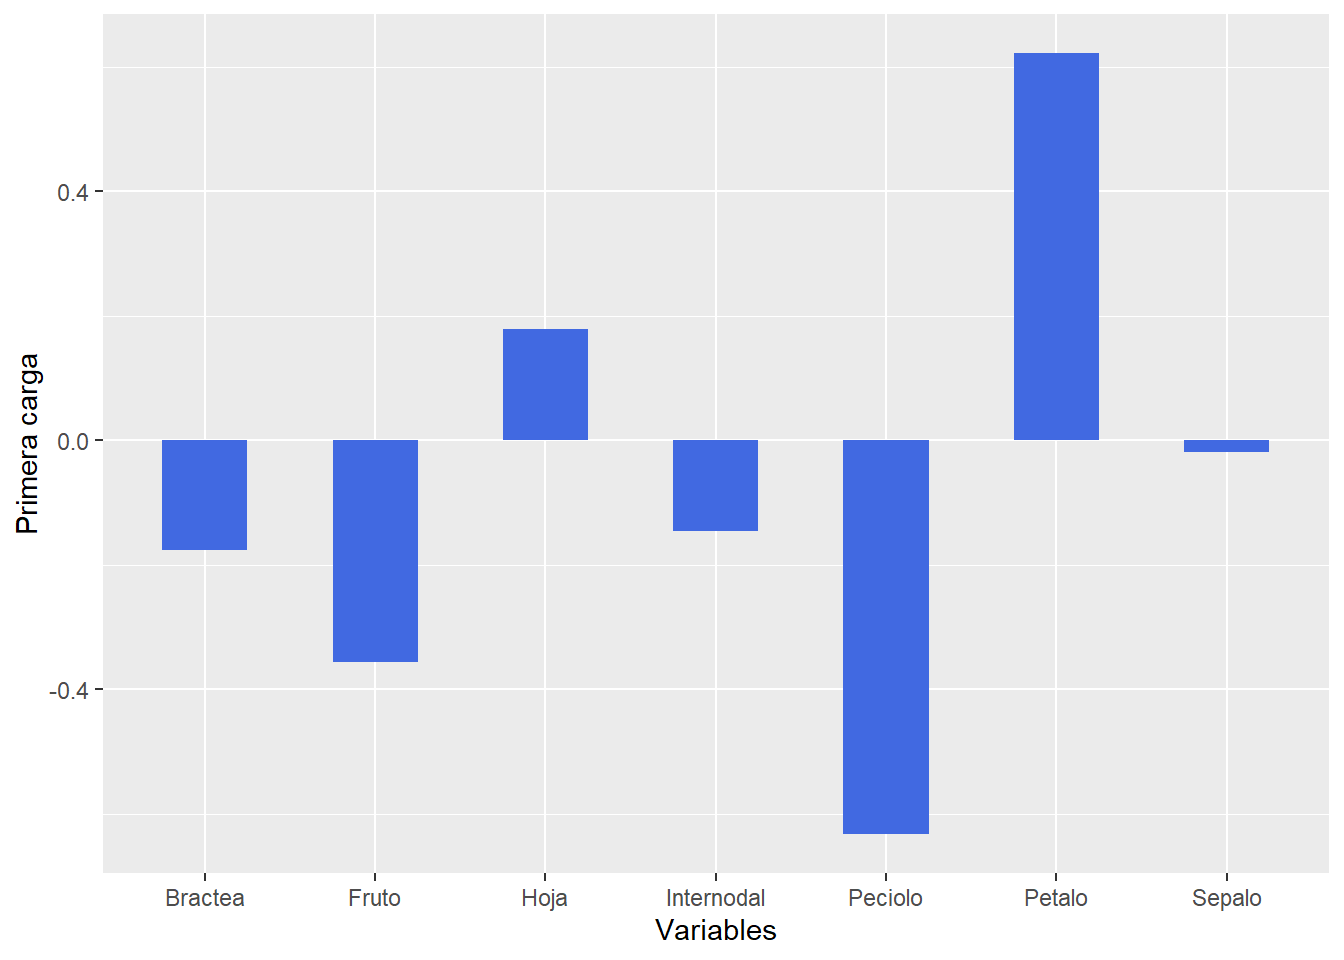 Primera carga
0.4
0.0
-0.4
Bractea
Fruto
Hoja
Internodal
Peciolo
Petalo
Sepalo
Variables